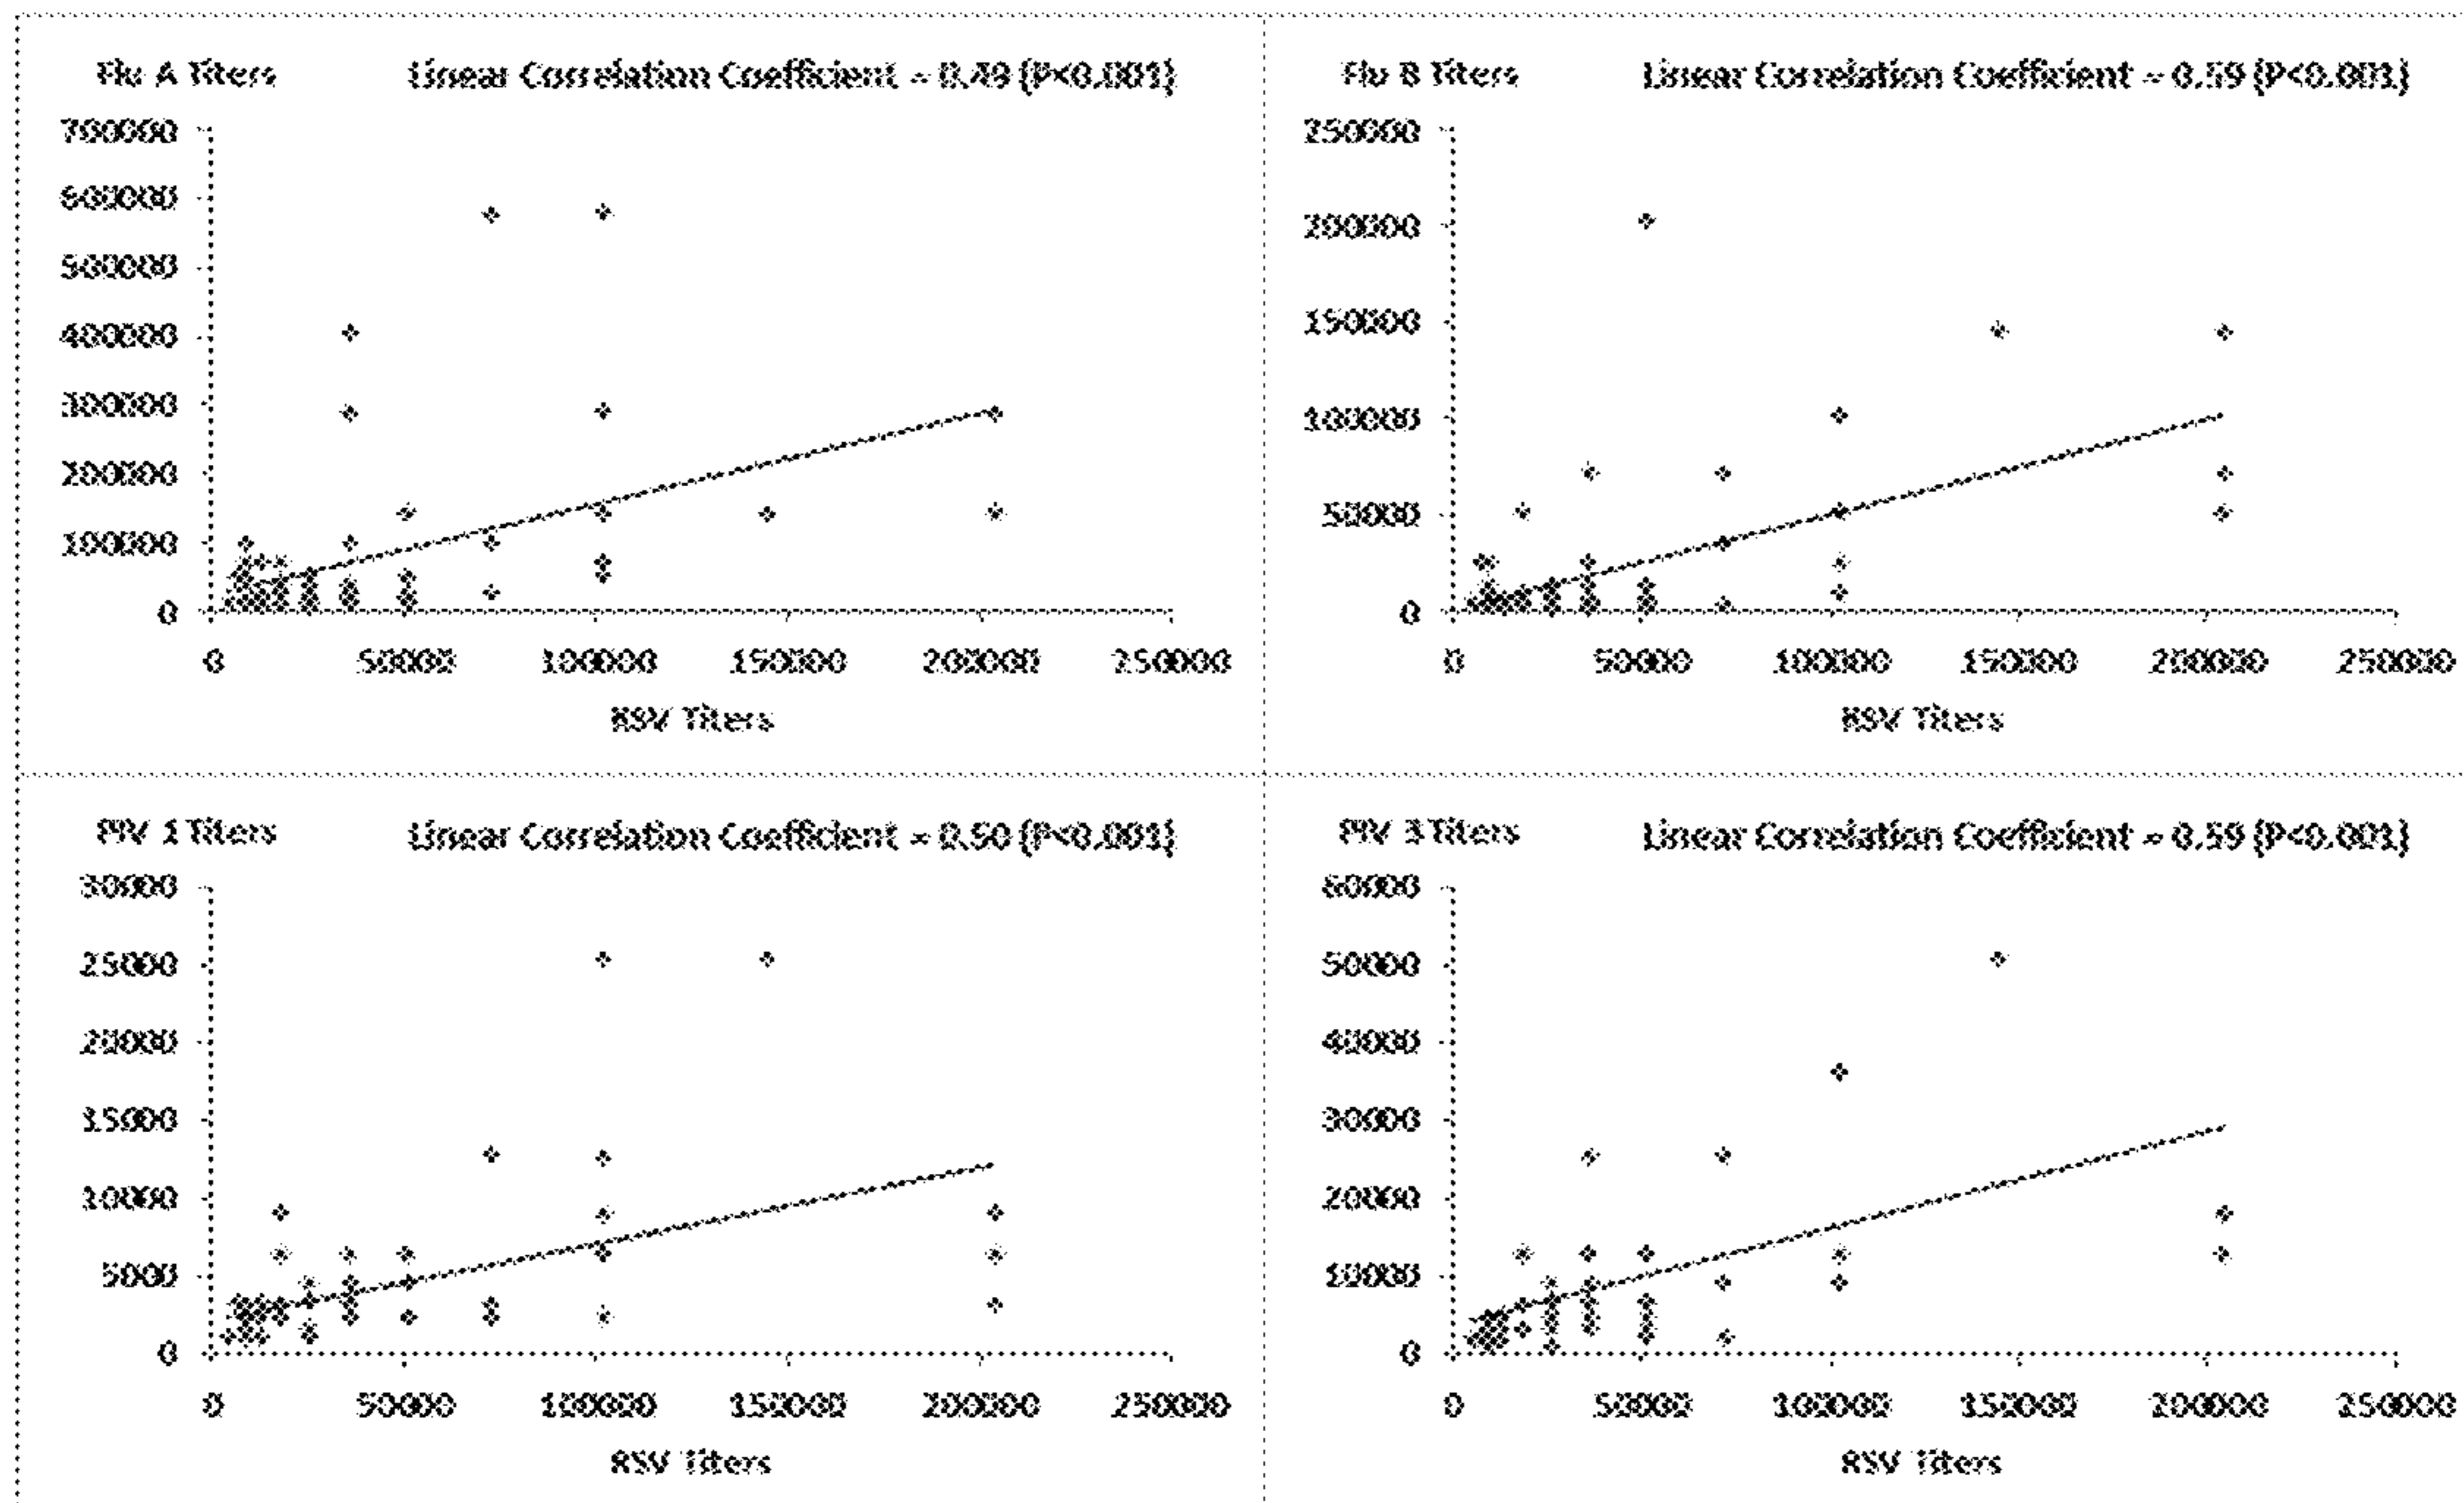 Flu A Titers Linear Correlation Coefficient = 0.49 (P<0.001)
700000
600000
500000
400000
300000
200000
100000
0
0 50000 100000 150000 200000 250000
RSV Titers
Flu B Titers Linear Correlation Coefficient = 0.59 (P<0.001)
250000
200000
150000
100000
50000
0
0 50000 100000 150000 200000 250000
RSV Titers
PIV 1 Titers Linear Correlation Coefficient = 0.50 (P<0.001)
30000
25000
20000
15000
10000
5000
0
0 50000 100000 150000 200000 250000
RSV Titers
PIV 3 Titers Linear Correlation Coefficient = 0.59 (P<0.001)
60000
50000
40000
30000
20000
10000
0
0 50000 100000 150000 200000 250000
RSV Titers